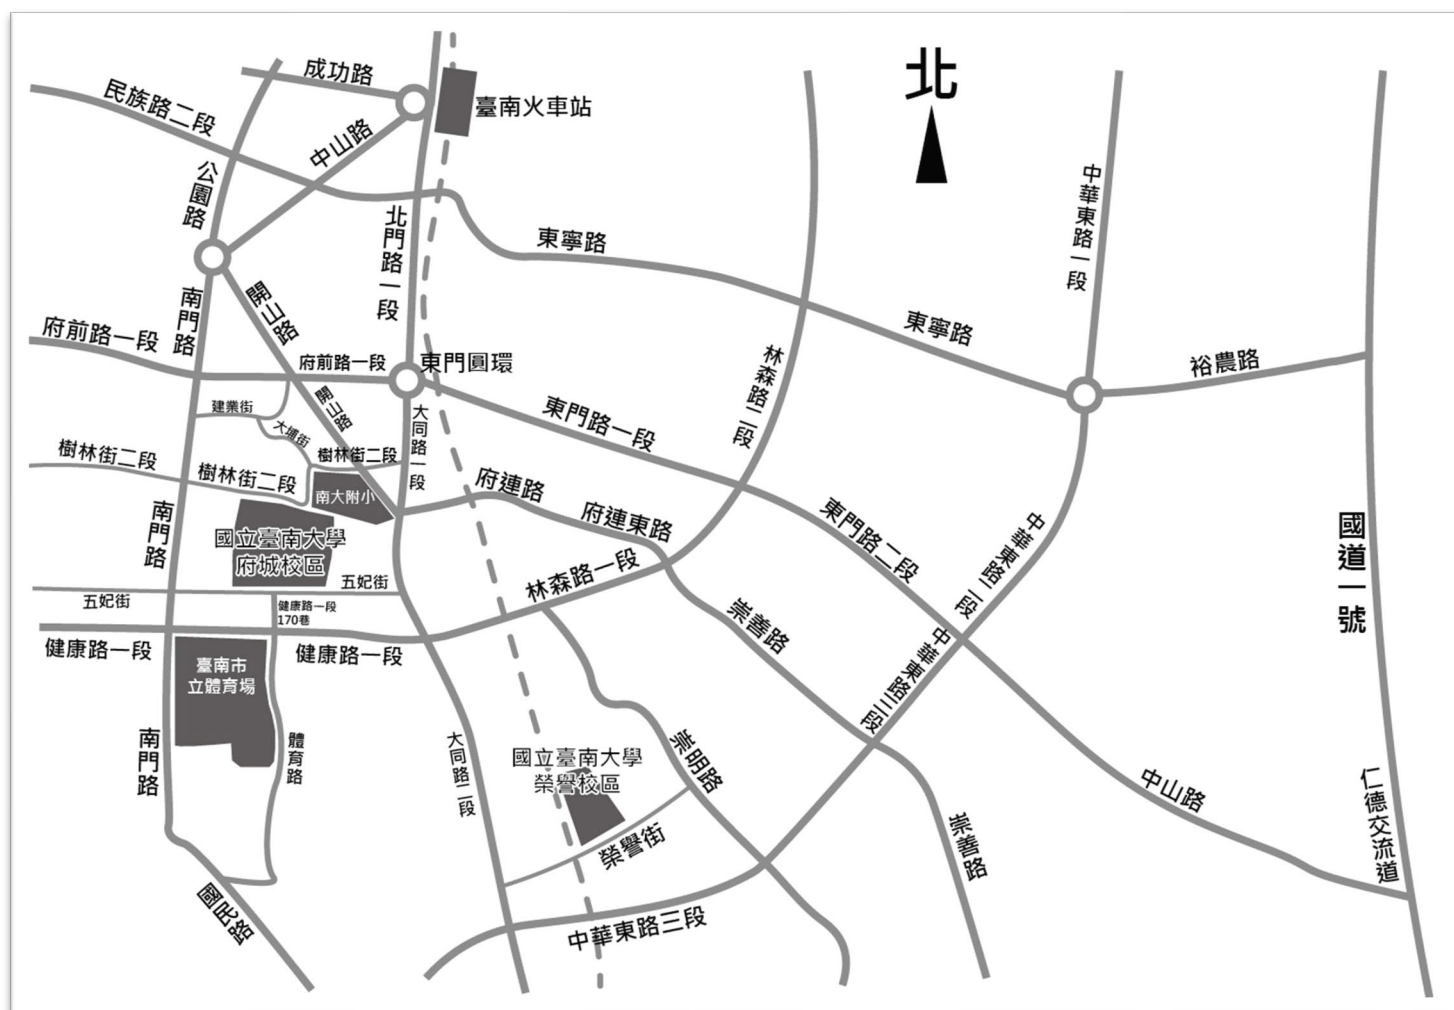 北
成功路
臺南火車站
民族路二段
中山路
公園路
中華東路一段
北門路一段
東寧路
開山路
南門路
府前路一段
東寧路
府前路一段
東門圓環
林森路二段
裕農路
開山路
建業街
大同路一段
東門路一段
大埔街
樹林街二段
樹林街二段
樹林街二段
南大附小
府連路
府連東路
東門路二段
南門路
國立臺南大學
府城校區
中華東路二段
國道一號
林森路一段
五妃街
五妃街
健康路一段
170巷
崇善路
健康路一段
健康路一段
中華東路三段
臺南市
立體育場
南門路
體育路
大同路二段
國立臺南大學
榮譽校區
崇明路
中山路
仁德交流道
榮譽街
崇善路
國民路
中華東路三段